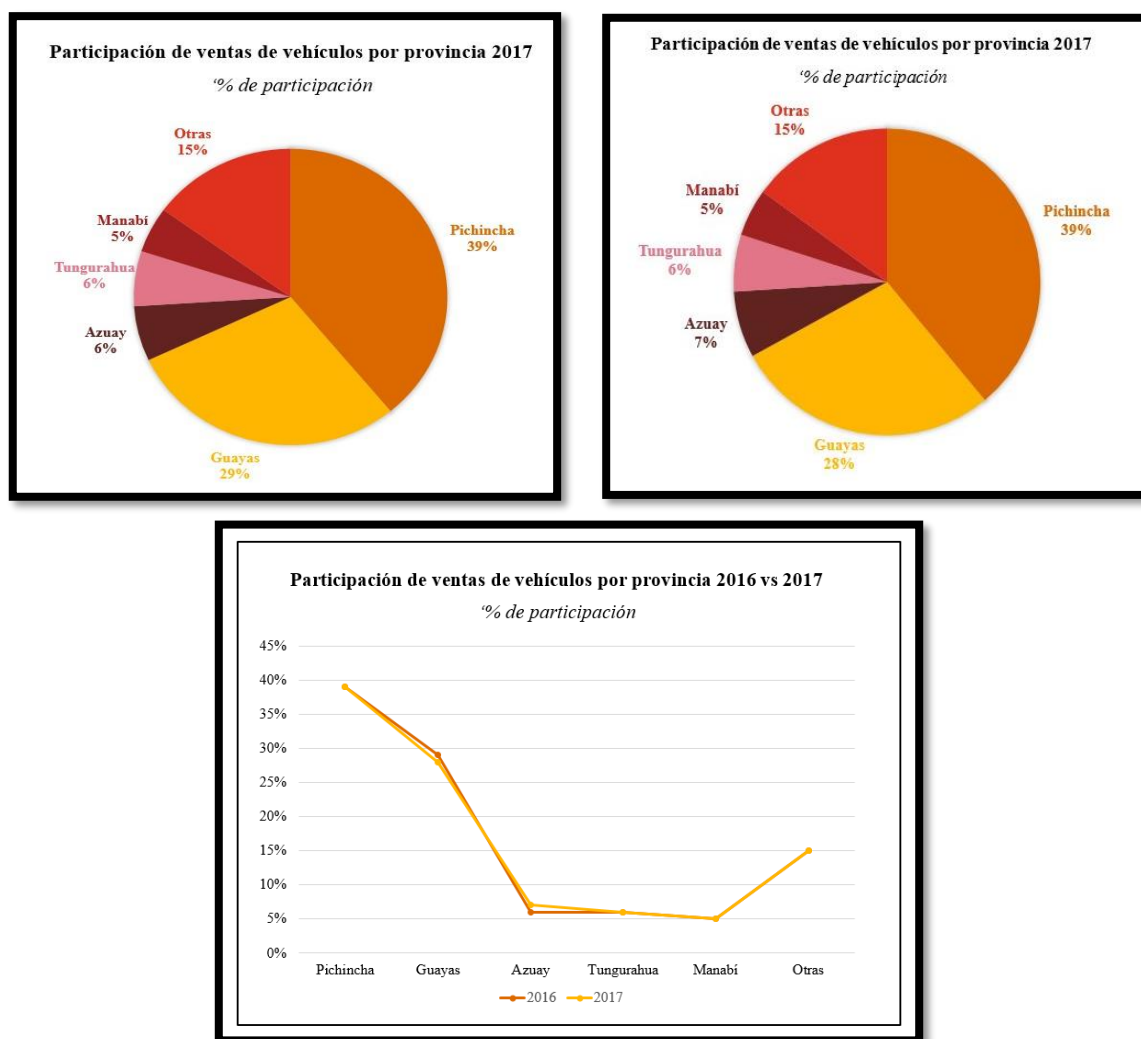 Participación de ventas de vehículos por provincia 2017
'% de participación
Otras
15%
Manabí
5%
Tungurahua
6%
Azuay
6%
Guayas
29%
Pichincha
39%
Participación de ventas de vehículos por provincia 2017
'% de participación
Otras
15%
Manabí
5%
Tungurahua
6%
Azuay
7%
Guayas
28%
Pichincha
39%
Participación de ventas de vehículos por provincia 2016 vs 2017
'% de participación
45%
40%
35%
30%
25%
20%
15%
10%
5%
0%
Pichincha Guayas Azuay Tungurahua Manabí Otras
2016 2017